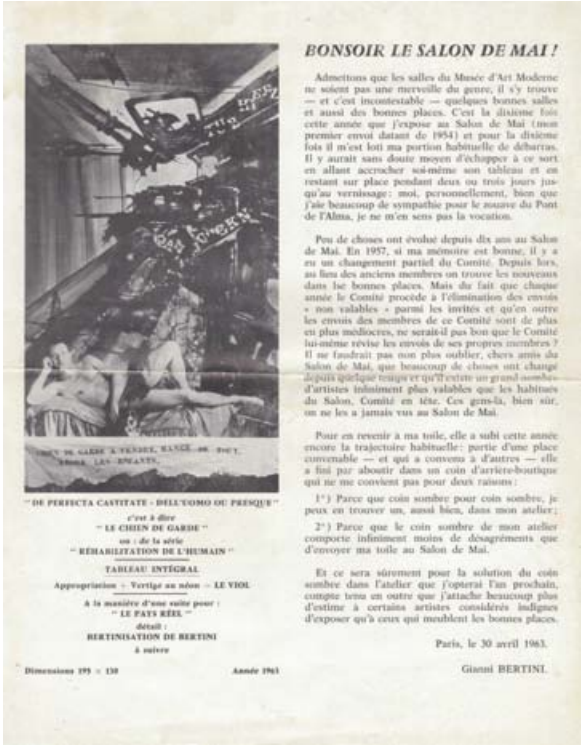 BONSOIR LE SALON DE MAI !
Admettons que les salles du Musée d'Art Moderne
ne soient pas une merveille du genre, il s'y trouve
— et c'est incontestable — quelques bonnes salles
et aussi des bonnes places. C'est la dixième fois
cette année que j'expose au Salon de Mai (mon
premier envoi datant de 1954) et pour la dixième
fois il m'est loti ma portion habituelle de débarras.
Il y aurait sans doute moyen d'échapper à ce sort
en allant accrocher soi-même son tableau et en
restant sur place pendant deux ou trois jours jus-
qu'au vernissage : moi, personnellement, bien que
j'aie beaucoup de sympathie pour le zouave du Pont
de l'Alma, je ne m'en sens pas la vocation.
Peu de choses ont évolué depuis dix ans au Salon
de Mai. En 1957, si ma mémoire est bonne, il y a
eu un changement partiel du Comité. Depuis lors,
au lieu des anciens membres on trouve les nouveaux
dans lse bonnes places. Mais du fait que chaque
année le Comité procède à l'élimination des envois
« non valables » parmi les invités et qu'en outre
les envois des membres de ce Comité sont de plus
en plus médiocres, ne serait-il pas bon que le Comité
lui-même révise les envois de ses propres membres ?
Il ne faudrait pas non plus oublier, chers amis du
Salon de Mai, que beaucoup de choses ont changé
depuis quelque temps et qu'il existe un grand nombre
d'artistes infiniment plus valables que les habitués
du Salon, Comité en tête. Ces gens-là, bien sûr,
on ne les a jamais vus au Salon de Mai.
Pour en revenir à ma toile, elle a subi cette année
encore la trajectoire habituelle : partie d'une place
convenable — et qui a convenu à d'autres — elle
a fini par aboutir dans un coin d'arrière-boutique
qui ne me convient pas pour deux raisons :
1°) Parce que coin sombre pour coin sombre, je
peux en trouver un, aussi bien, dans mon atelier ;
2°) Parce que le coin sombre de mon atelier
comporte infiniment moins de désagréments que
d'envoyer ma toile au Salon de Mai.
Et ce sera sûrement pour la solution du coin
sombre dans l'atelier que j'opterai l'an prochain,
compte tenu en outre que j'attache beaucoup plus
d'estime à certains artistes considérés indignes
d'exposer qu'à ceux qui meublent les bonnes places.
Paris, le 30 avril 1963.
Gianni BERTINI.
DE GARDE A VENDRE, MANGE DE TOUT,
LES ENFANTS.
" DE PERFECTA CASTITATE - DELL'UOMO OU PRESQUE "
c'est à dire
" LE CHIEN DE GARDE "
ou : de la série
" RÉHABILITATION DE L'HUMAIN "
TABLEAU INTÉGRAL
Appropriation + Vertige au néon = LE VIOL
à la manière d'une suite pour :
" LE PAYS RÉEL "
détail :
BERTINISATION DE BERTINI
à suivre
Dimensions 195 × 130 Année 1963